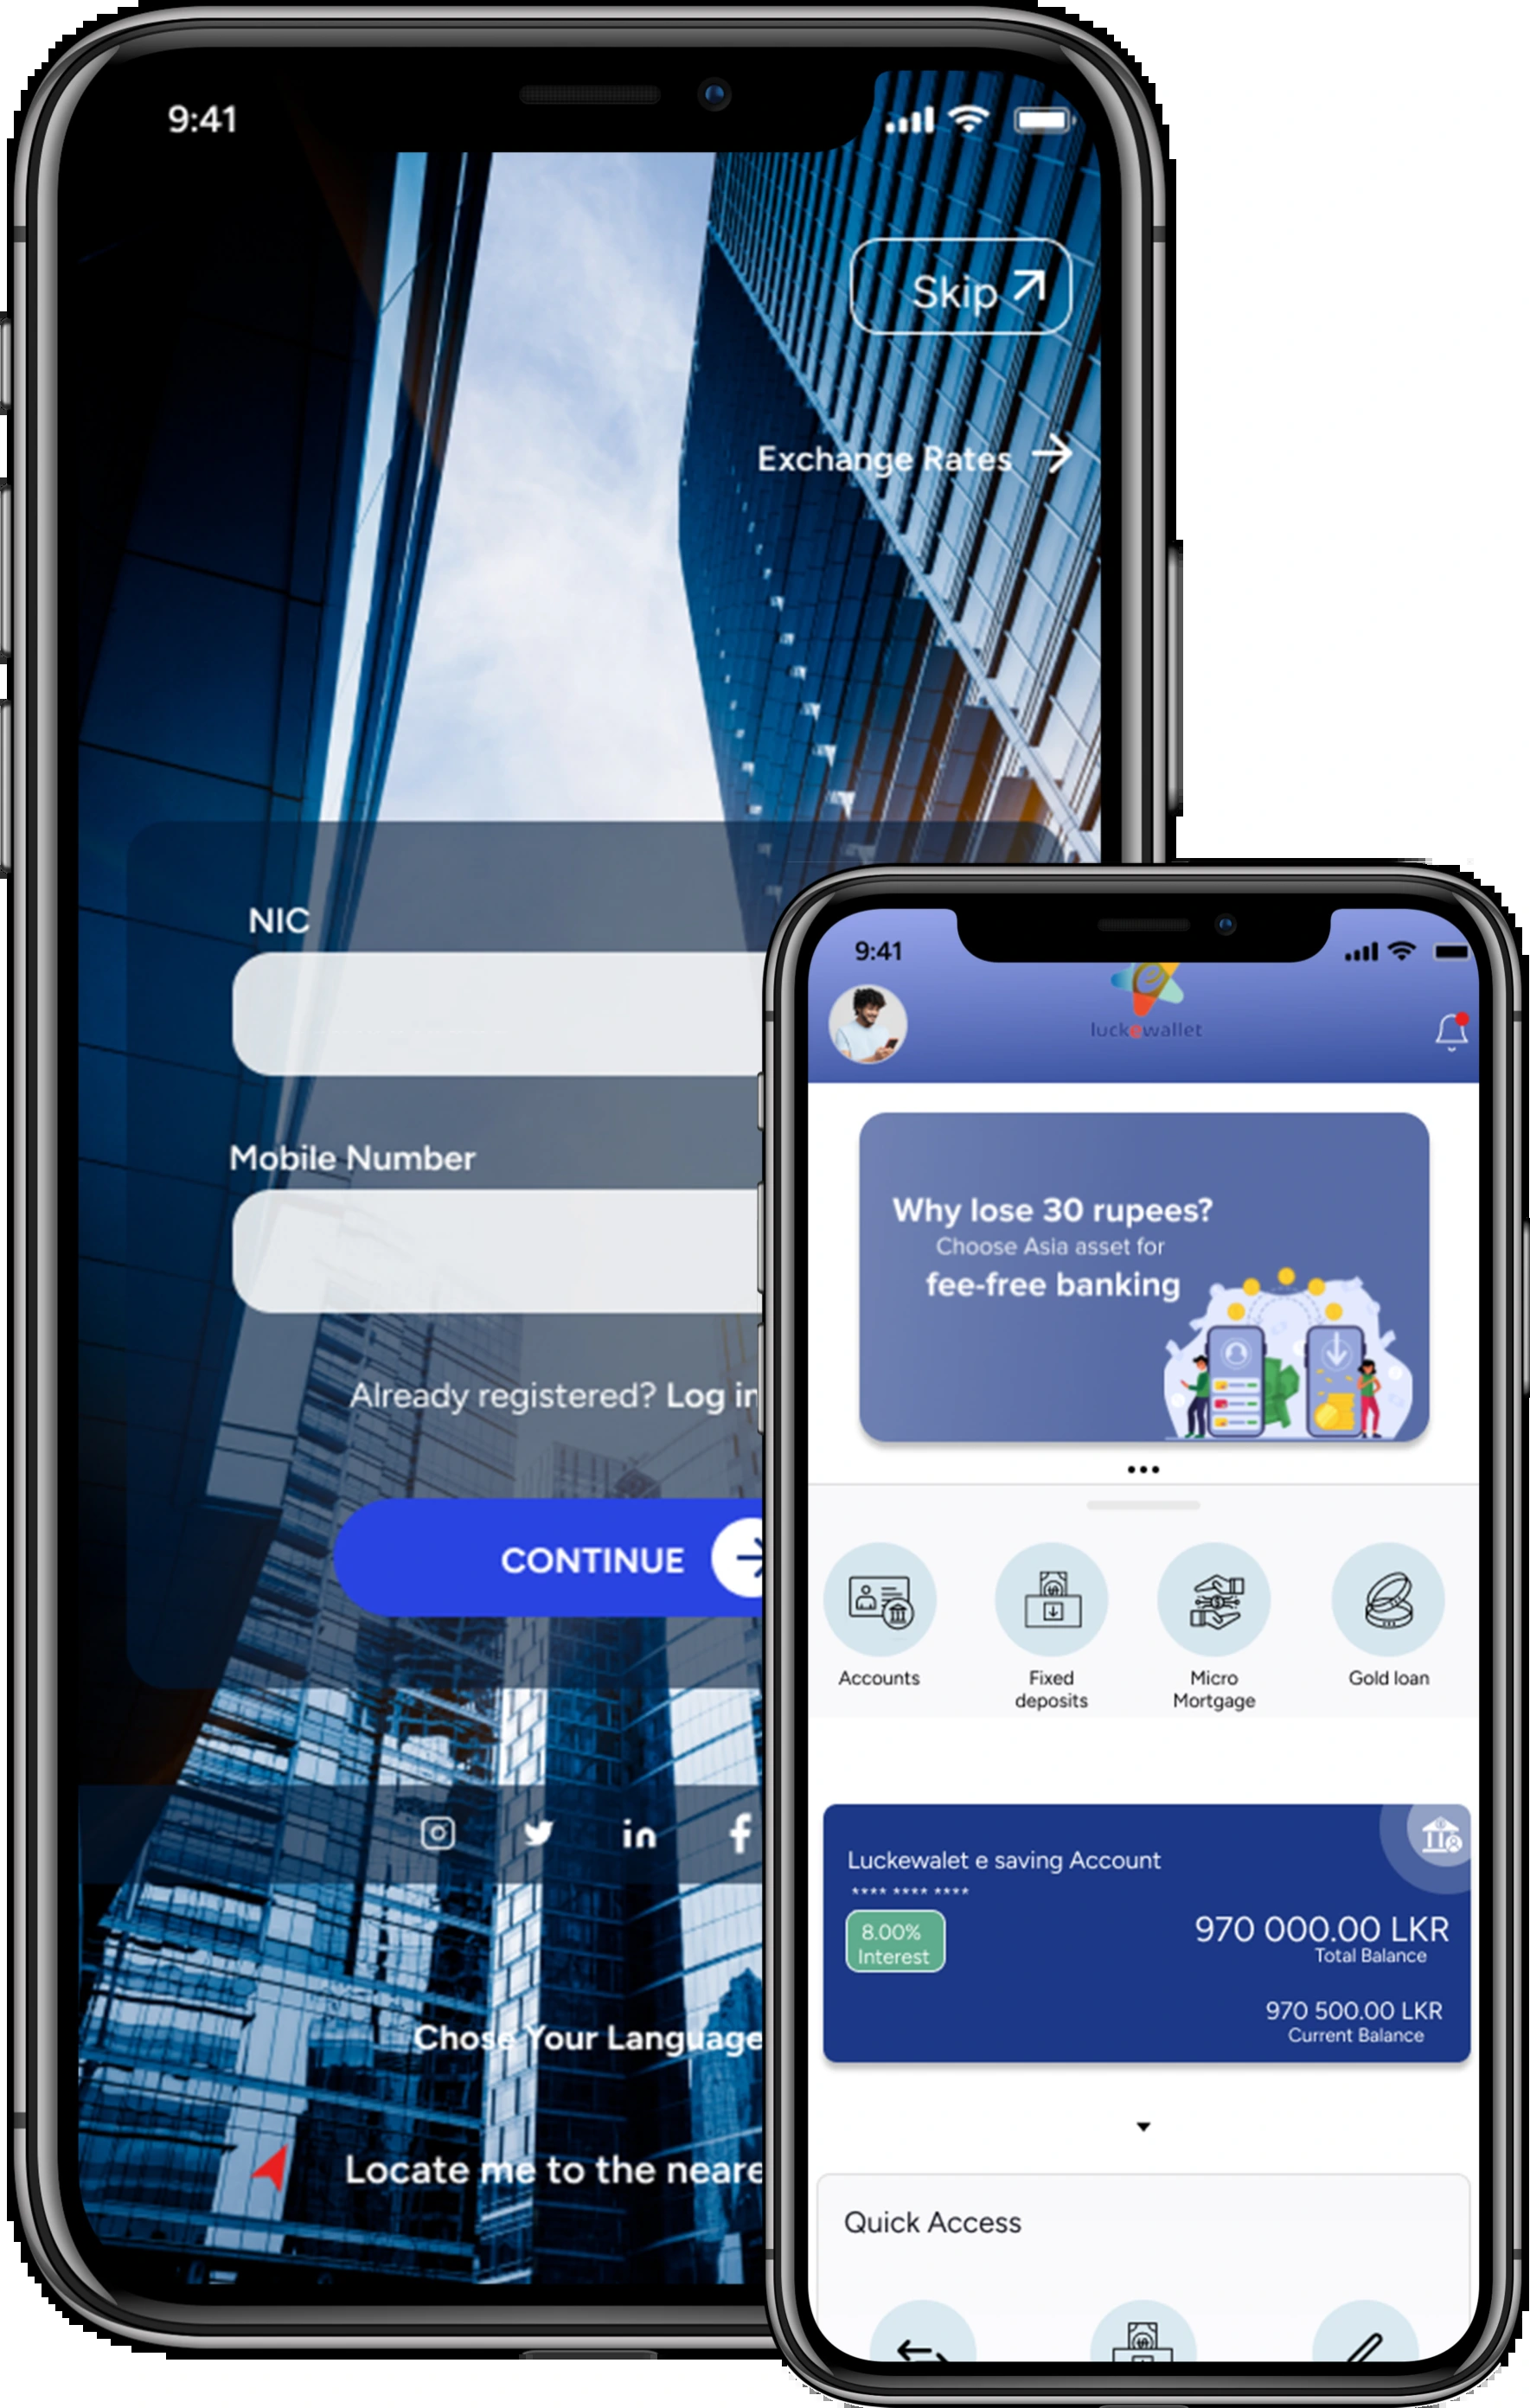 9:41
Skip
Exchange Rates
NIC
Mobile Number
Already registered? Log in
CONTINUE
Chose Your Language
Locate me to the neare
9:41
luckewallet
Why lose 30 rupees?
Choose Asia asset for
fee-free banking
Accounts
Fixed
deposits
Micro
Mortgage
Gold loan
Luckewalet e saving Account
**** **** ****
8.00%
Interest
970 000.00 LKR
Total Balance
970 500.00 LKR
Current Balance
Quick Access